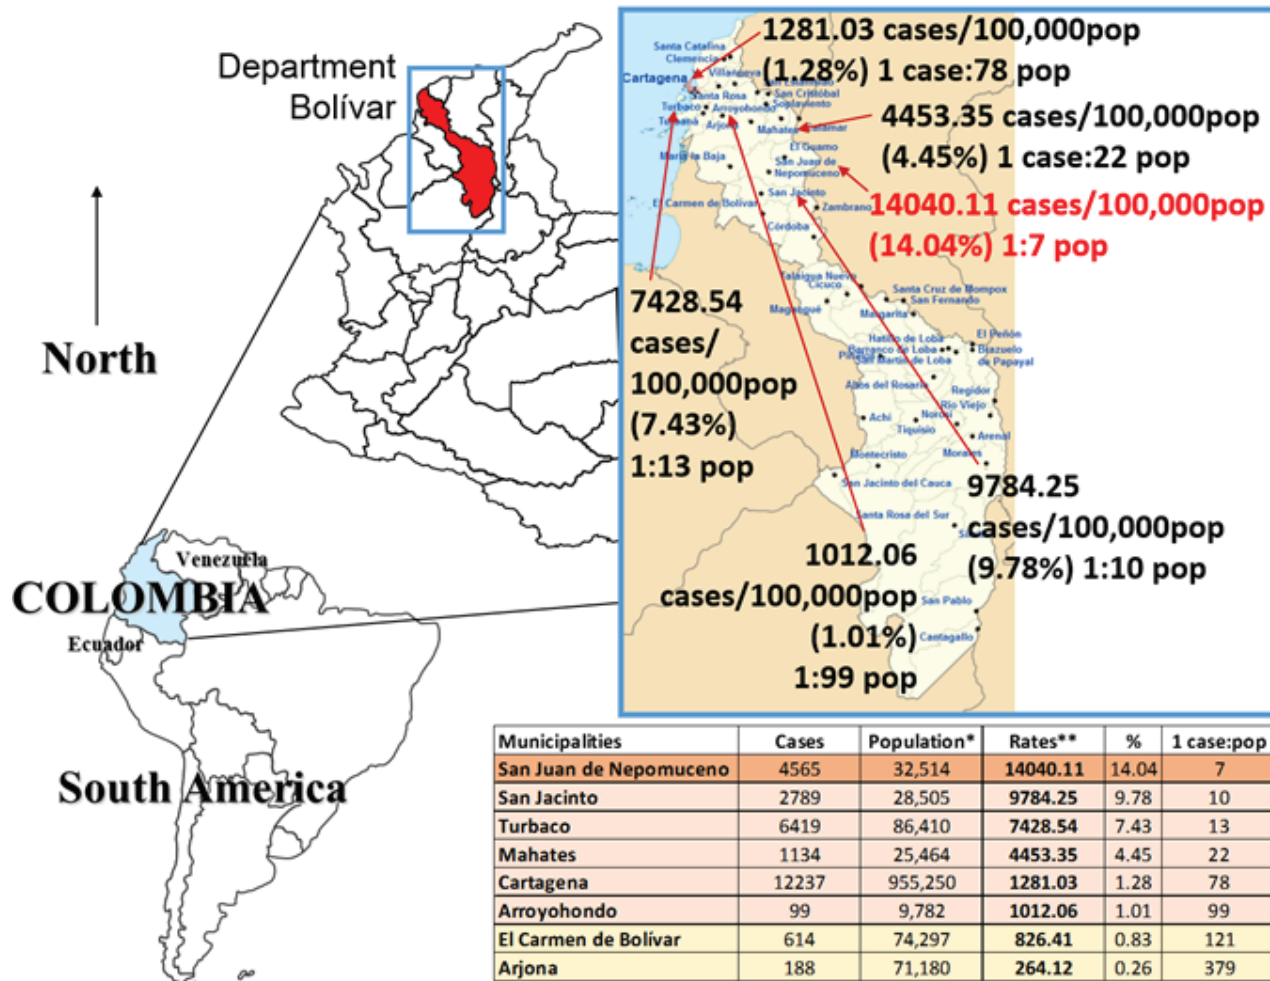 Department
Bolívar
North
Venezuela
COLOMBIA
Ecuador
South America
1281.03 cases/100,000pop
(1.28%) 1 case:78 pop
4453.35 cases/100,000pop
(4.45%) 1 case:22 pop
14040.11 cases/100,000pop
(14.04%) 1:7 pop
7428.54
cases/
100,000pop
(7.43%)
1:13 pop
9784.25
cases/100,000pop
(9.78%) 1:10 pop
1012.06
cases/100,000pop
(1.01%)
1:99 pop
Santa Catalina
Clemencia
Villanueva
Cartagena
Santa Rosa
San Cristóbal
Soplaviento
Turbaco
Arroyohondo
Arjona
Mahates
El Guamo
María la Baja
San Juan de
Nepomuceno
San Jacinto
El Carmen de Bolívar
Zambrano
Córdoba
Talaigua Nuevo
Cicuco
Santa Cruz de Mompox
San Fernando
Magangué
Margarita
Hatillo de Loba
El Peñón
Barranco de Loba
Brazuelo
de Papayal
San Martín de Loba
Altos del Rosario
Regidor
Río Viejo
Achí
Norosí
Tiquisio
Arenal
Montecristo
Morales
San Jacinto del Cauca
Santa Rosa del Sur
San Pablo
Cantagallo
Municipalities Cases Population* Rates** % 1 case:pop
San Juan de Nepomuceno 4565 32,514 14040.11 14.04 7
San Jacinto 2789 28,505 9784.25 9.78 10
Turbaco 6419 86,410 7428.54 7.43 13
Mahates 1134 25,464 4453.35 4.45 22
Cartagena 12237 955,250 1281.03 1.28 78
Arroyohondo 99 9,782 1012.06 1.01 99
El Carmen de Bolívar 614 74,297 826.41 0.83 121
Arjona 188 71,180 264.12 0.26 379